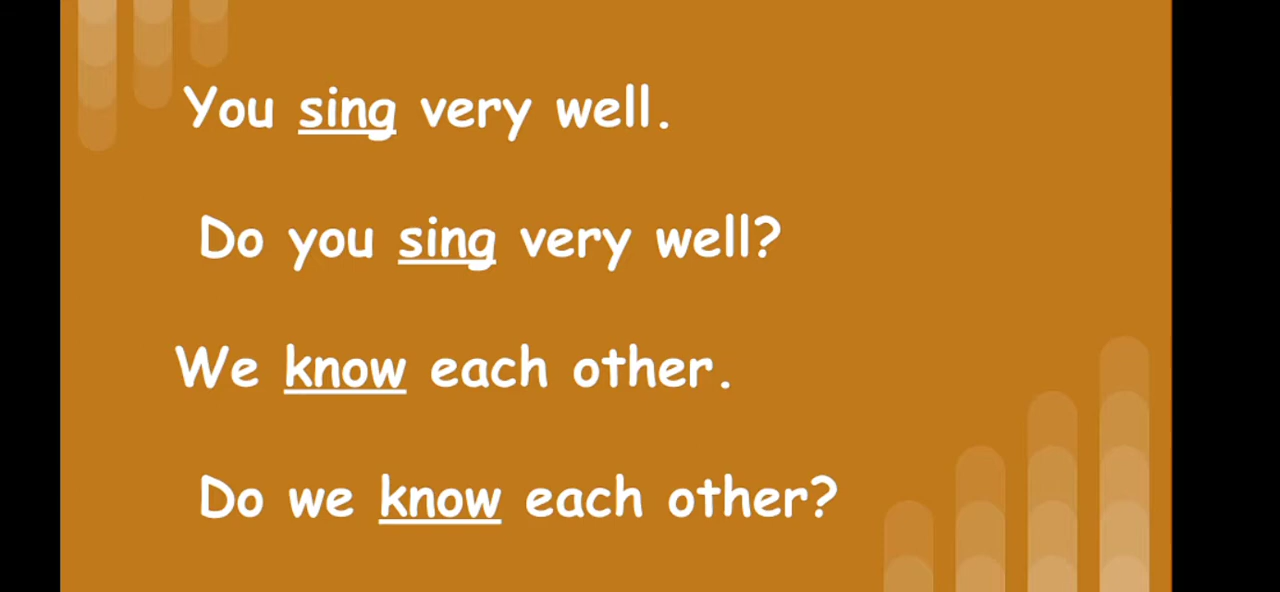 You sing very well.
Do you sing very well?
We know each other.
Do we know each other?